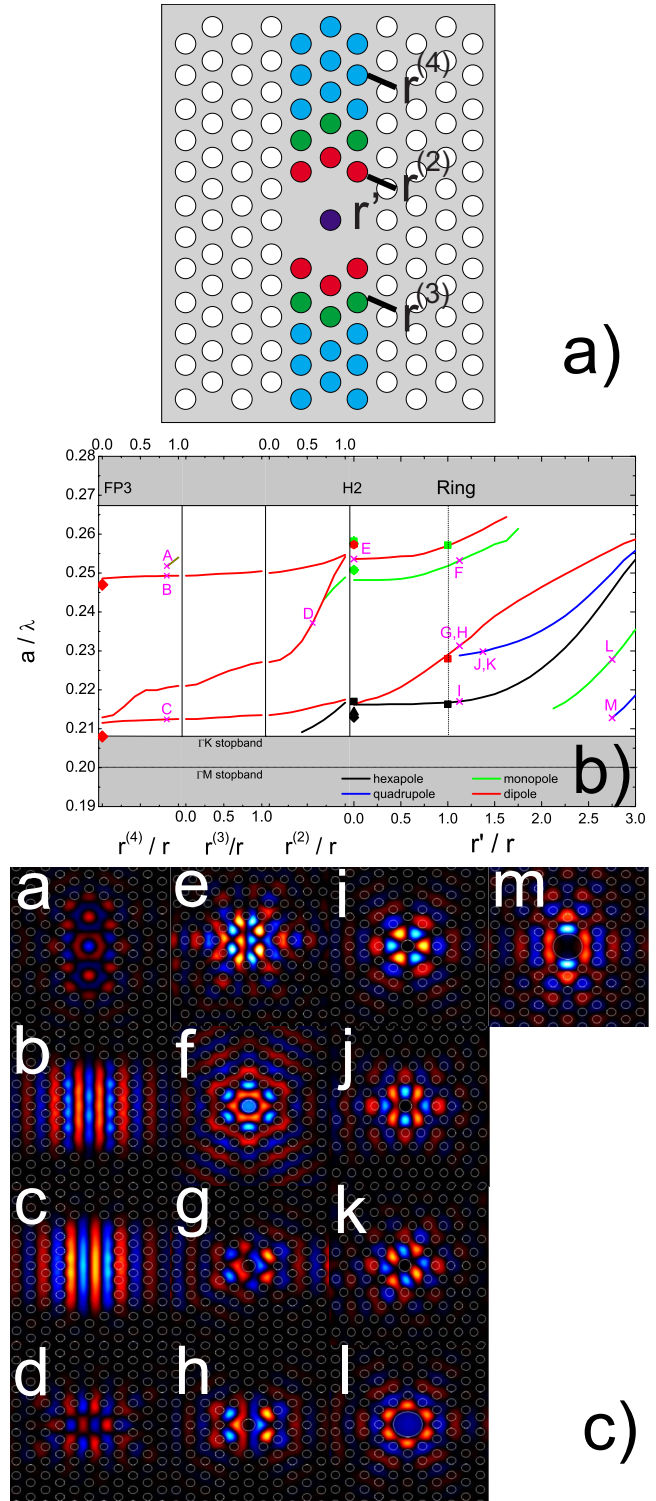 r(4)
r' r(2)
r(3)
a)
0.0 0.5 1.0 0.0 0.5 1.0
0.28
0.27
0.26
0.25
0.24
0.23
0.22
0.21
0.20
0.19
a / λ
FP3 H2 Ring
A
B
C
D
E
F
G,H
J,K
I
L
M
ΓK stopband
ΓM stopband
b)
hexapole monopole
quadrupole dipole
0.0 0.5 1.0 0.0 0.5 1.0 1.5 2.0 2.5 3.0
r(4) / r r(3)/r r(2) / r r' / r
a e i m
b f j
c g k
d h l
c)